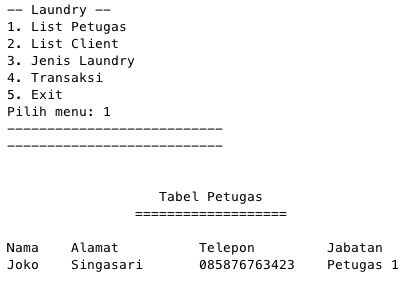 -- Laundry --
1. List Petugas
2. List Client
3. Jenis Laundry
4. Transaksi
5. Exit
Pilih menu: 1
---------------------------
---------------------------
Tabel Petugas
===================
Nama    Alamat          Telepon         Jabatan
Joko    Singasari       085876763423    Petugas 1